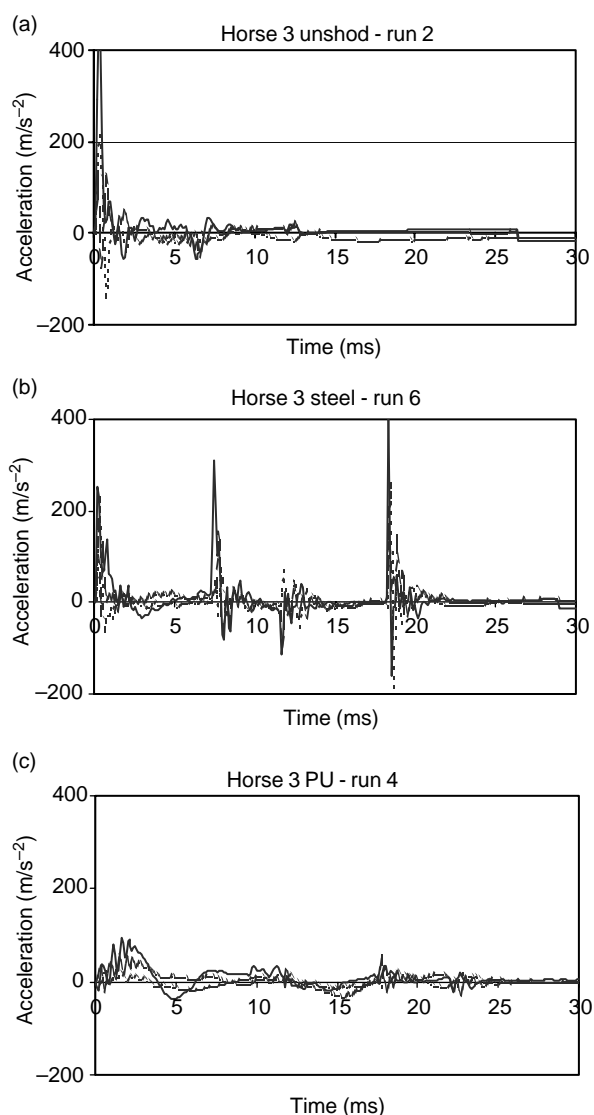 (a)
Horse 3 unshod - run 2
400
200
0
–200
0 5 10 15 20 25 30
Acceleration (m/s⁻²)
Time (ms)
(b)
Horse 3 steel - run 6
400
200
0
–200
0 5 10 15 20 25 30
Acceleration (m/s⁻²)
Time (ms)
(c)
Horse 3 PU - run 4
400
200
0
–200
0 5 10 15 20 25 30
Acceleration (m/s⁻²)
Time (ms)